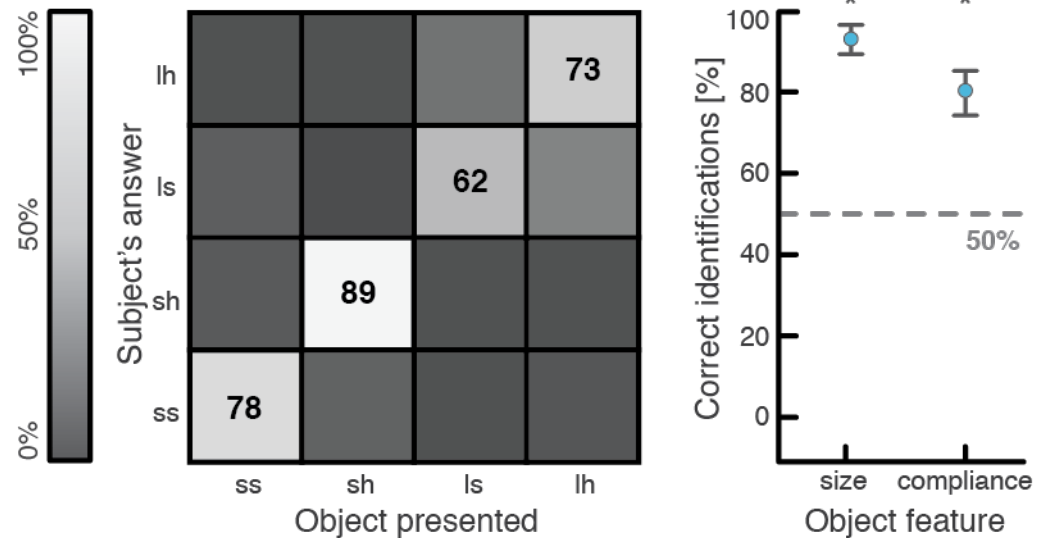 100%
50%
0%
Subject's answer
lh
ls
sh
ss
73
62
89
78
ss sh ls lh
Object presented
Correct identifications [%]
100
80
60
40
20
0
50%
* *
size compliance
Object feature